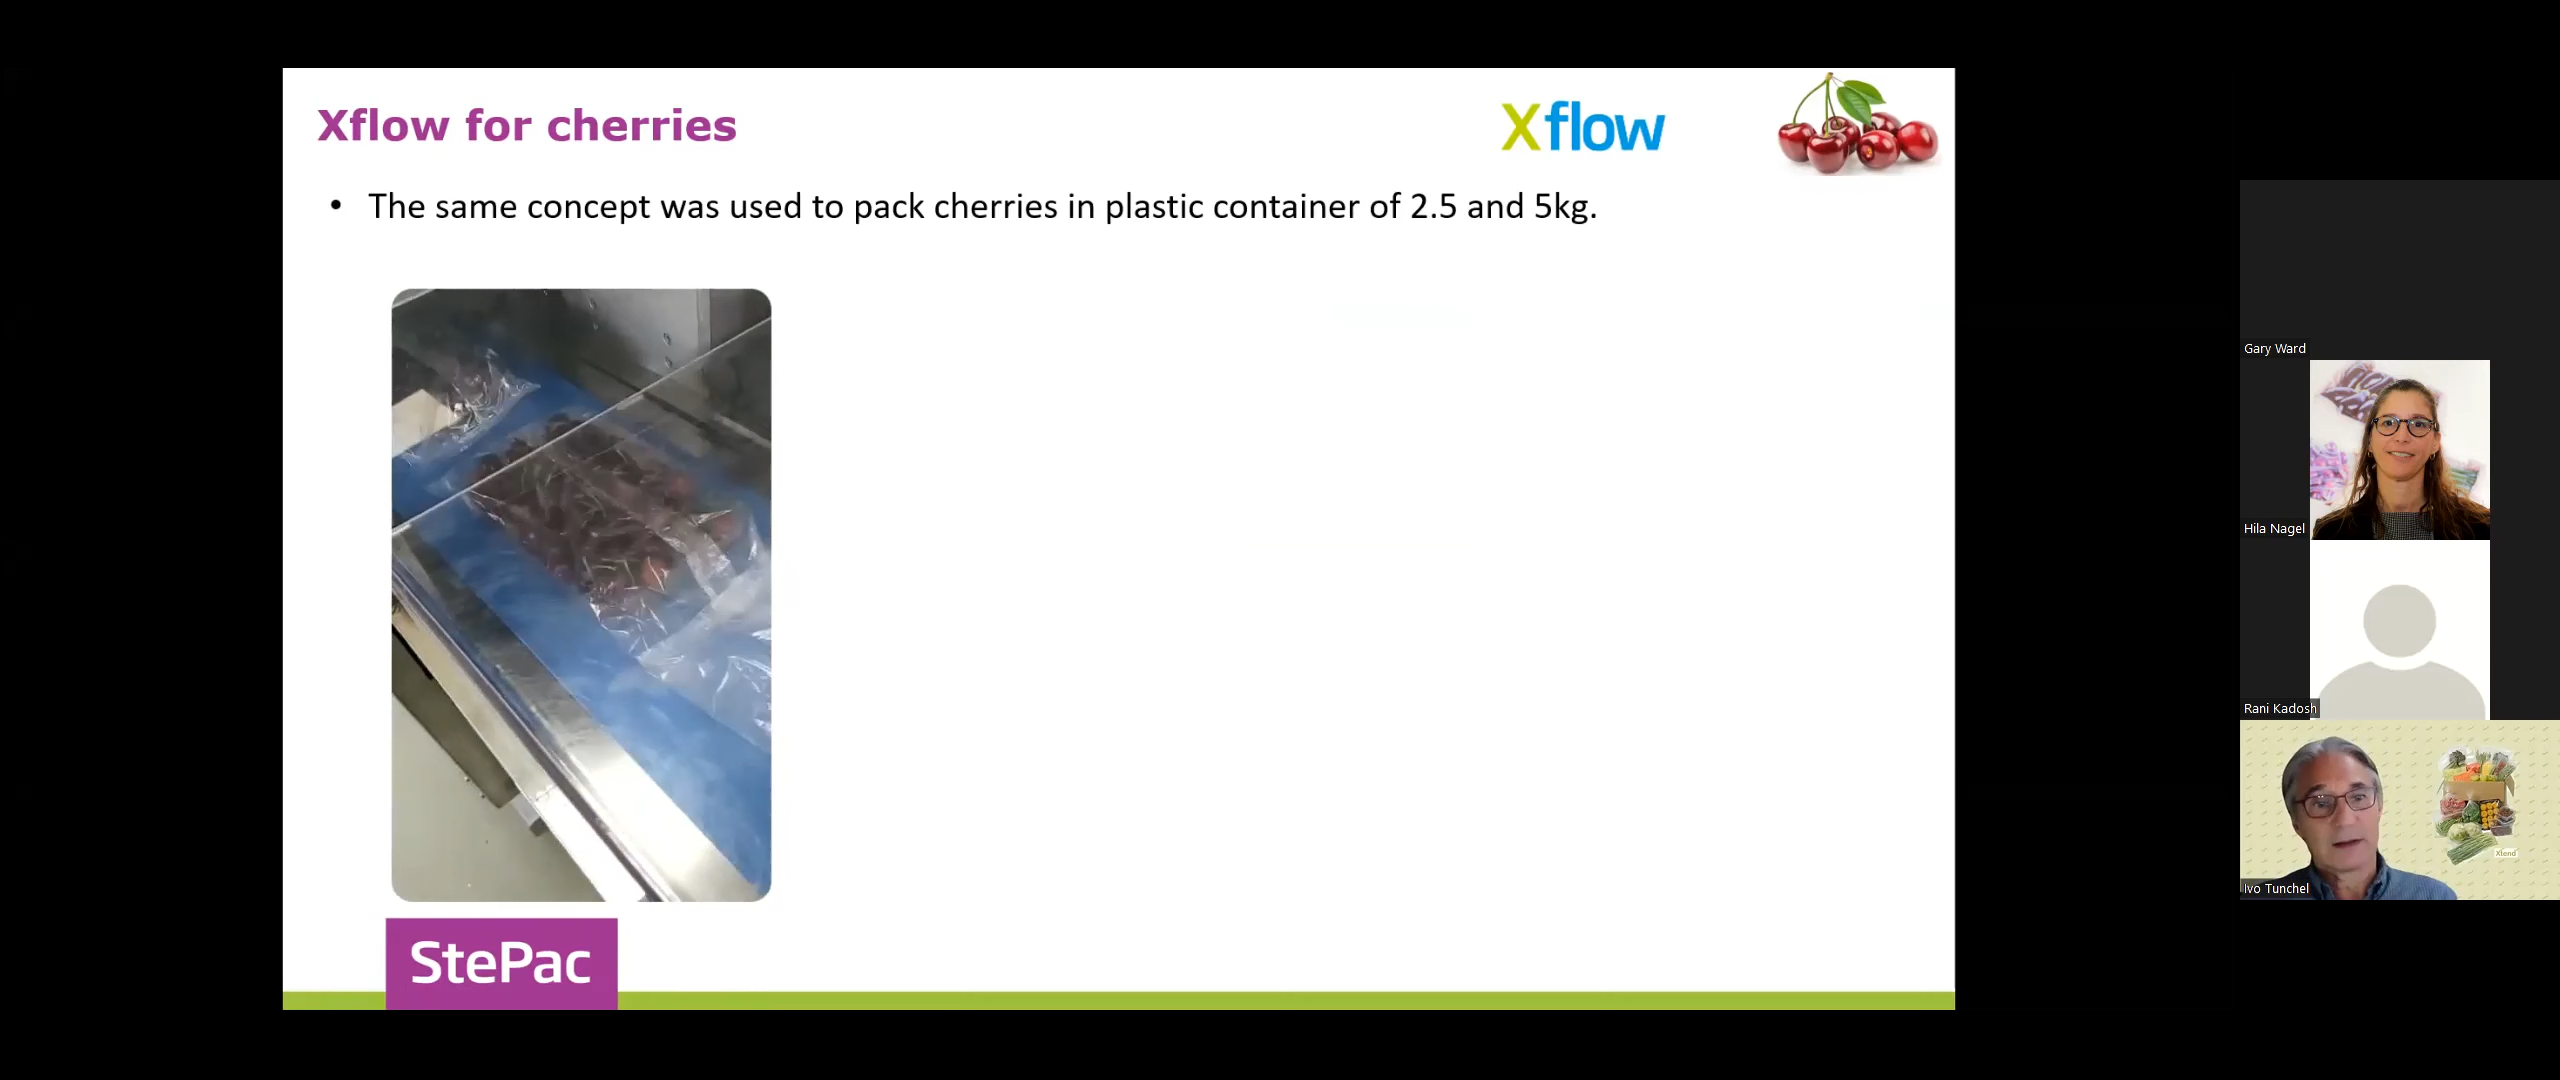 Xflow for cherries
Xflow
• The same concept was used to pack cherries in plastic container of 2.5 and 5kg.
StePac
Gary Ward
Hila Nagel
Rani Kadosh
Xtend
Ivo Tunchel